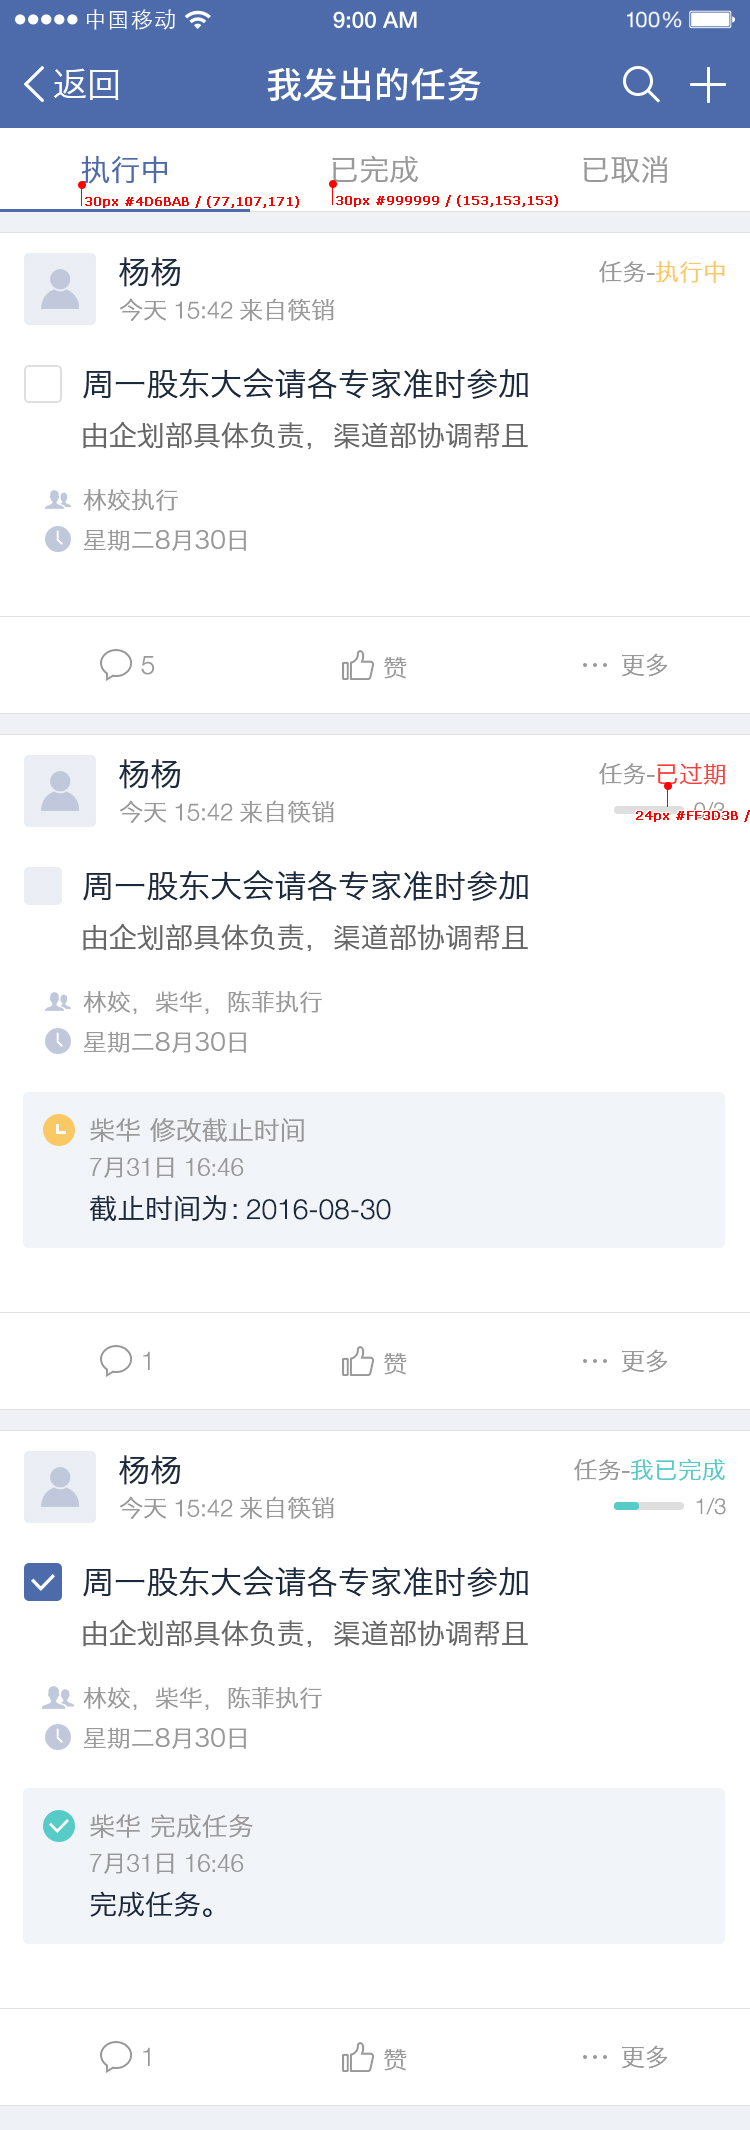 中国移动 9:00 AM 100%
返回 我发出的任务
执行中 已完成 已取消
30px #4D6BAB / (77,107,171) 30px #999999 / (153,153,153)
杨杨 任务-执行中
今天 15:42 来自筷销
周一股东大会请各专家准时参加
由企划部具体负责，渠道部协调帮且
林姣执行
星期二8月30日
5 赞 更多
杨杨 任务-已过期
今天 15:42 来自筷销 0/3
24px #FF3D3B /
周一股东大会请各专家准时参加
由企划部具体负责，渠道部协调帮且
林姣，柴华，陈菲执行
星期二8月30日
柴华 修改截止时间
7月31日 16:46
截止时间为：2016-08-30
1 赞 更多
杨杨 任务-我已完成
今天 15:42 来自筷销 1/3
周一股东大会请各专家准时参加
由企划部具体负责，渠道部协调帮且
林姣，柴华，陈菲执行
星期二8月30日
柴华 完成任务
7月31日 16:46
完成任务。
1 赞 更多